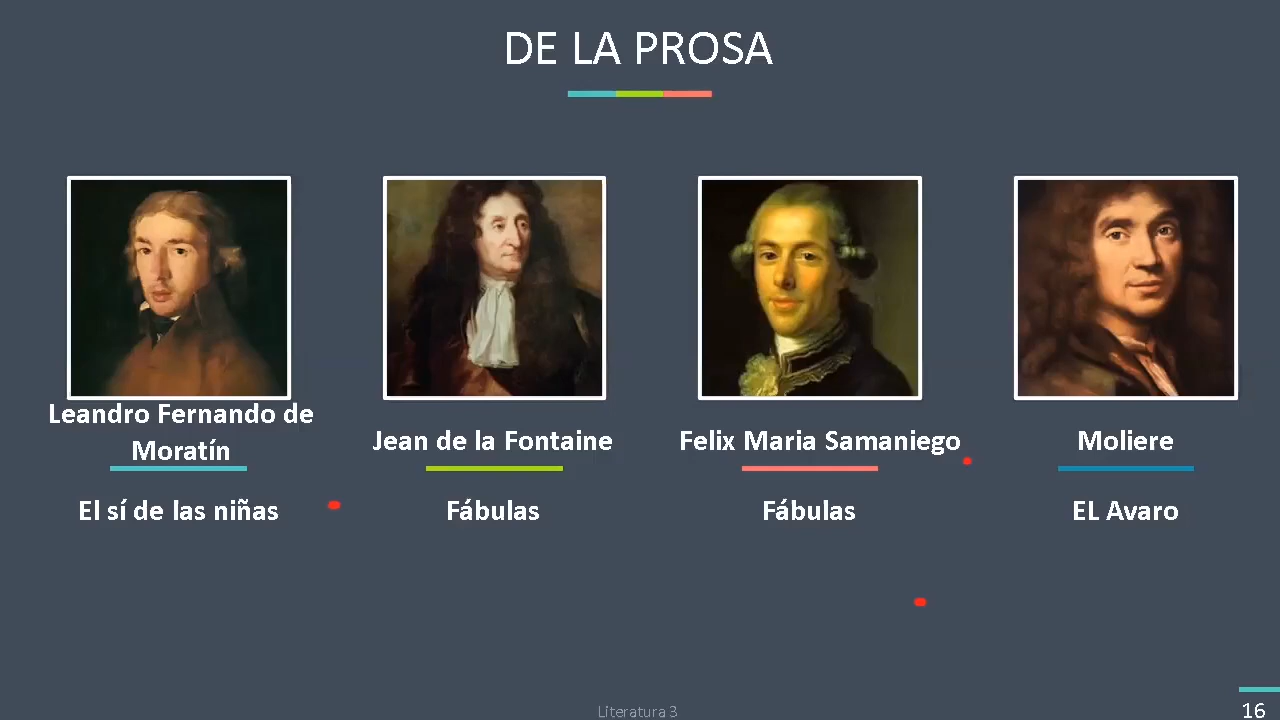 DE LA PROSA
Leandro Fernando de
Moratín
El sí de las niñas
Jean de la Fontaine
Fábulas
Felix Maria Samaniego
Fábulas
Moliere
EL Avaro
Literatura 3
16